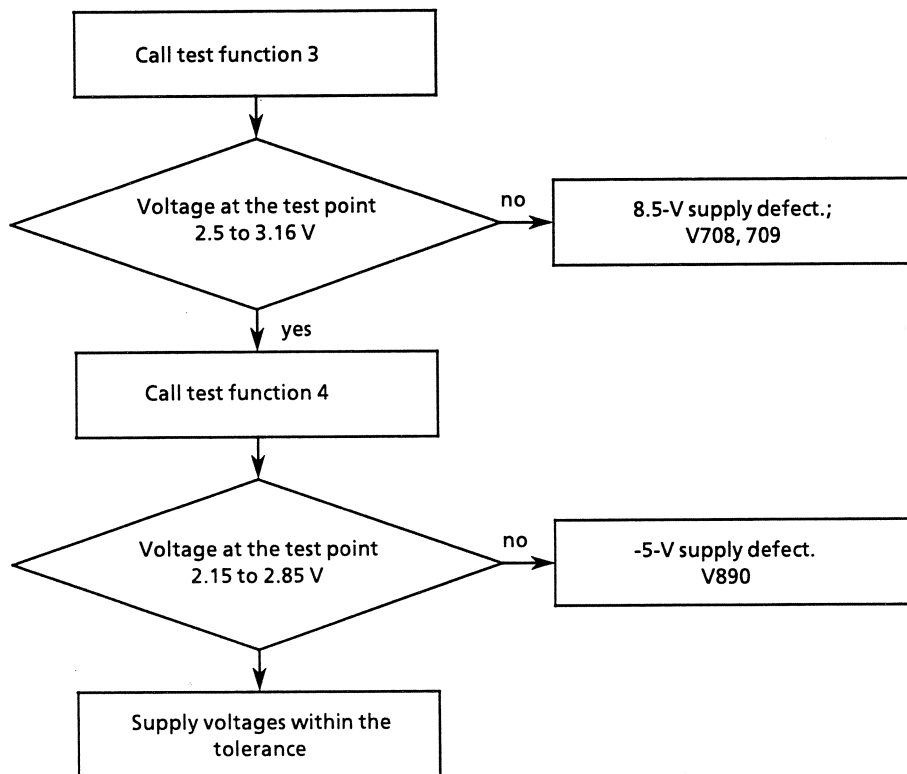 Call test function 3
Voltage at the test point
2.5 to 3.16 V
no
8.5-V supply defect.;
V708, 709
yes
Call test function 4
Voltage at the test point
2.15 to 2.85 V
no
-5-V supply defect.
V890
Supply voltages within the
tolerance